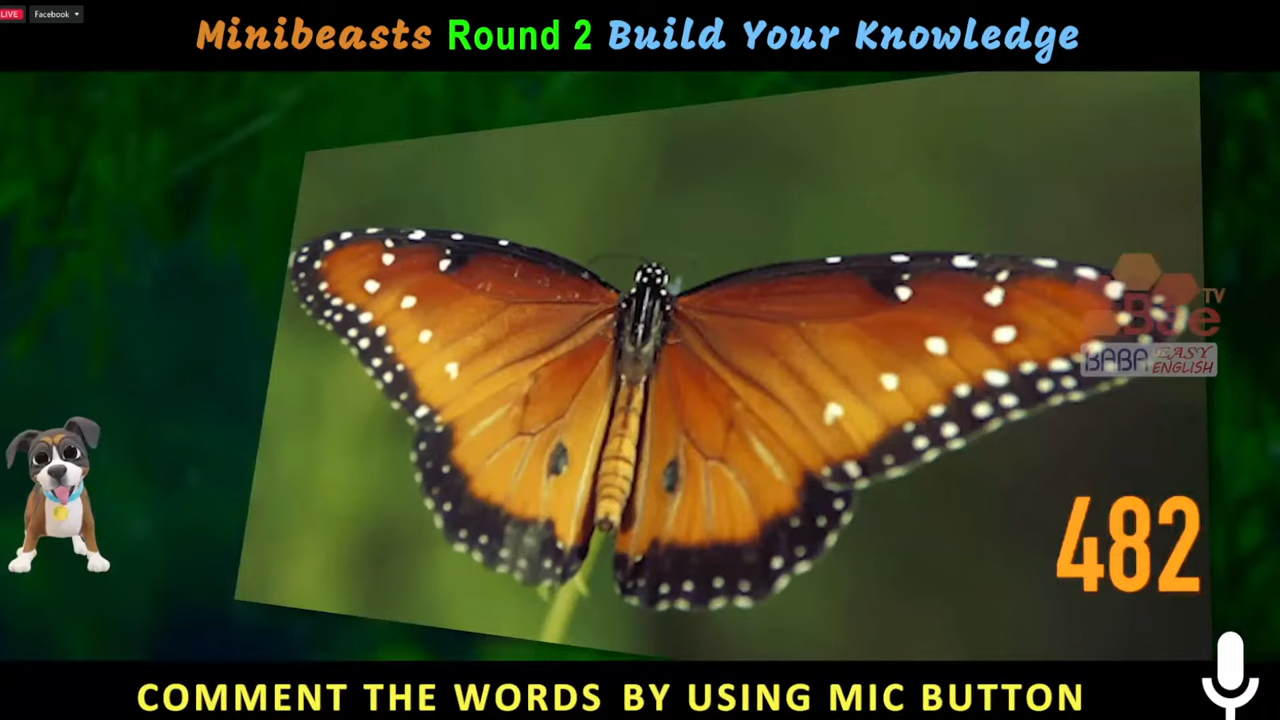 LIVE
Facebook
Minibeasts Round 2 Build Your Knowledge
Bee TV
BABA EASY ENGLISH
482
COMMENT THE WORDS BY USING MIC BUTTON